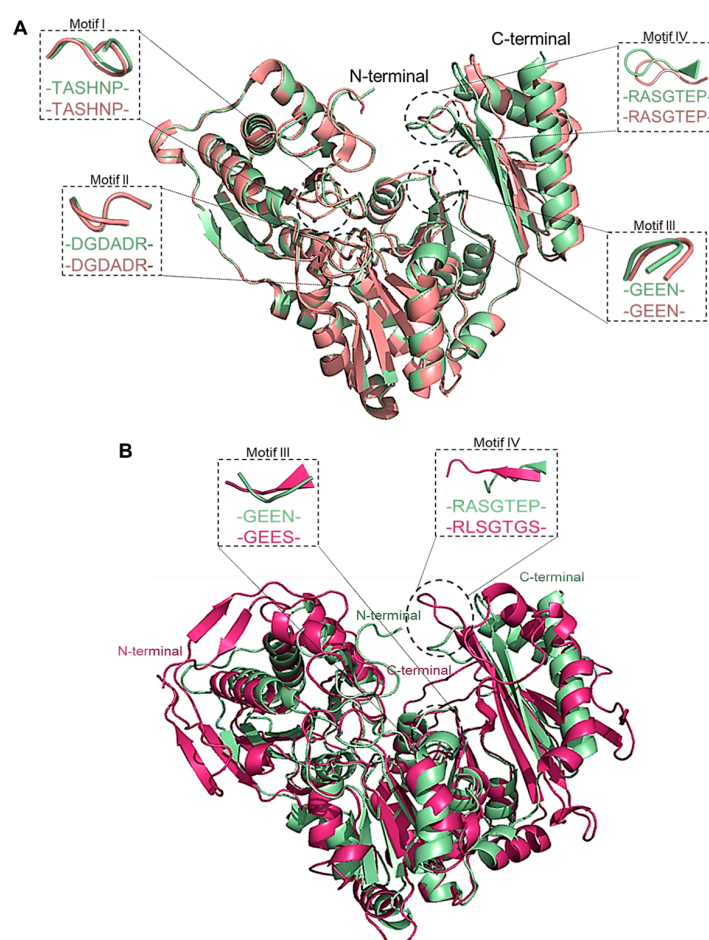 A
Motif I
-TASHNP-
-TASHNP-
N-terminal
C-terminal
Motif IV
-RASGTEP-
-RASGTEP-
Motif II
-DGDADR-
-DGDADR-
Motif III
-GEEN-
-GEEN-
B
Motif III
-GEEN-
-GEES-
Motif IV
-RASGTEP-
-RLSGTGS-
C-terminal
N-terminal
N-terminal
C-terminal